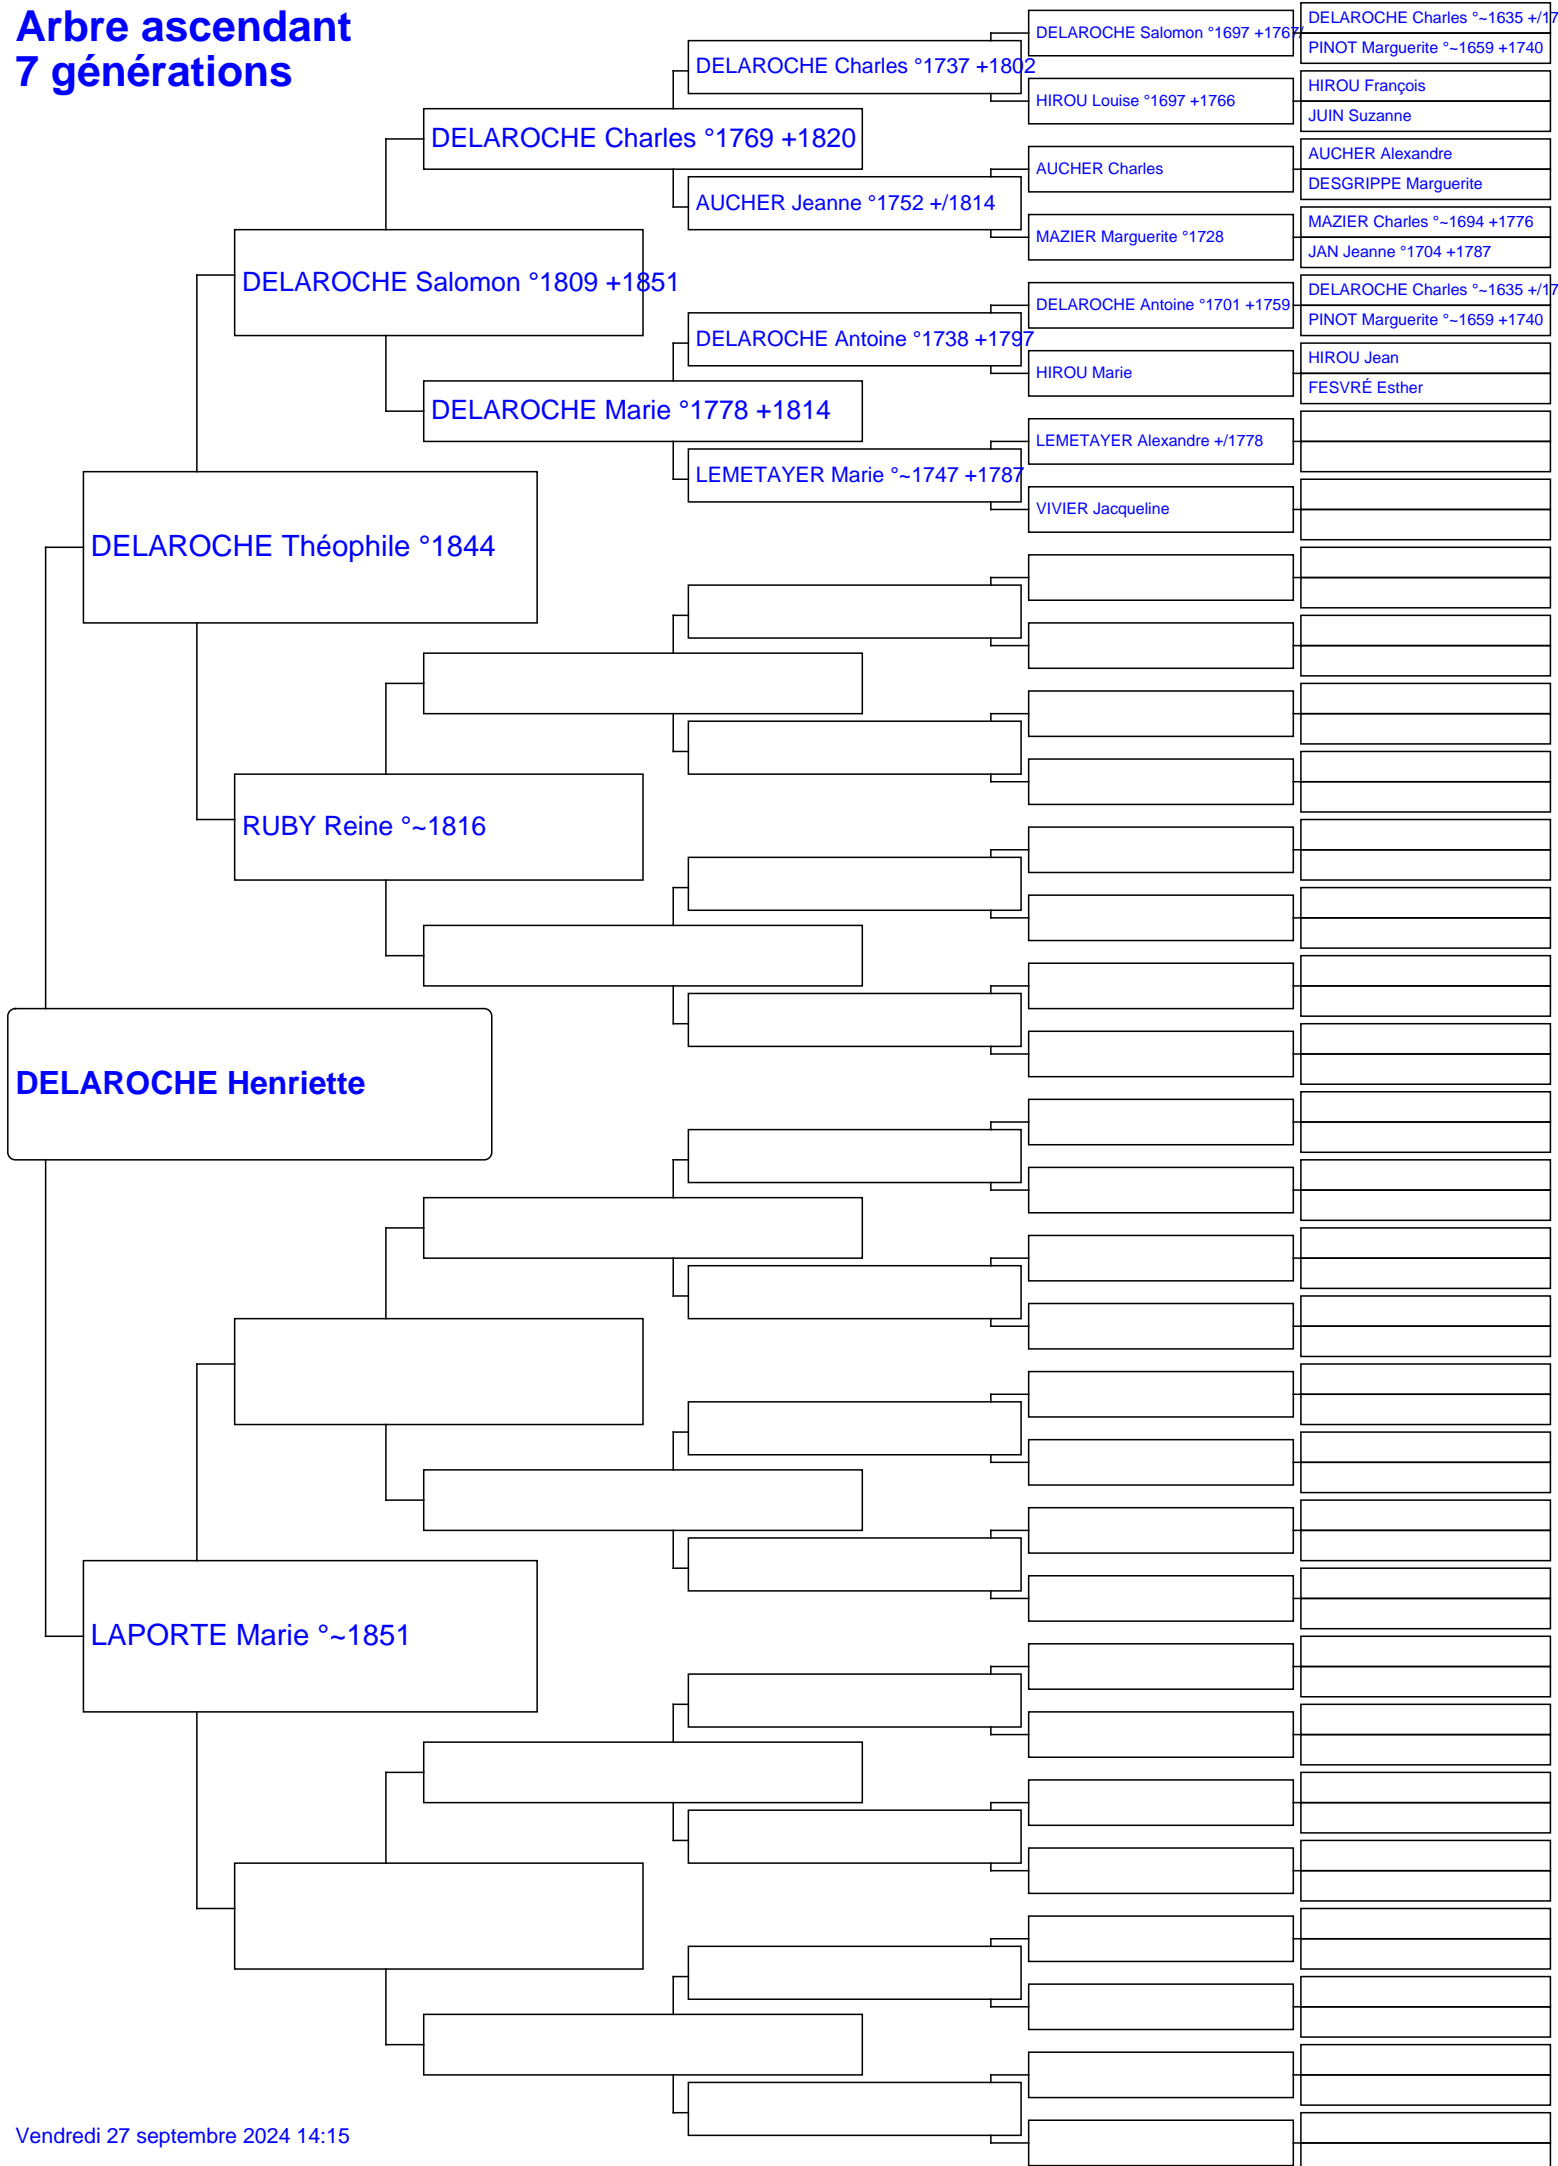 Arbre ascendant
7 générations
DELAROCHE Henriette
DELAROCHE Théophile °1844
LAPORTE Marie °~1851
DELAROCHE Salomon °1809 +1851
RUBY Reine °~1816
DELAROCHE Charles °1769 +1820
DELAROCHE Marie °1778 +1814
DELAROCHE Charles °1737 +1802
AUCHER Jeanne °1752 +/1814
DELAROCHE Antoine °1738 +1797
LEMETAYER Marie °~1747 +1787
DELAROCHE Salomon °1697 +1767/
HIROU Louise °1697 +1766
AUCHER Charles
MAZIER Marguerite °1728
DELAROCHE Antoine °1701 +1759
HIROU Marie
LEMETAYER Alexandre +/1778
VIVIER Jacqueline
DELAROCHE Charles °~1635 +/17
PINOT Marguerite °~1659 +1740
HIROU François
JUIN Suzanne
AUCHER Alexandre
DESGRIPPE Marguerite
MAZIER Charles °~1694 +1776
JAN Jeanne °1704 +1787
DELAROCHE Charles °~1635 +/17
PINOT Marguerite °~1659 +1740
HIROU Jean
FESVRÉ Esther
Vendredi 27 septembre 2024 14:15